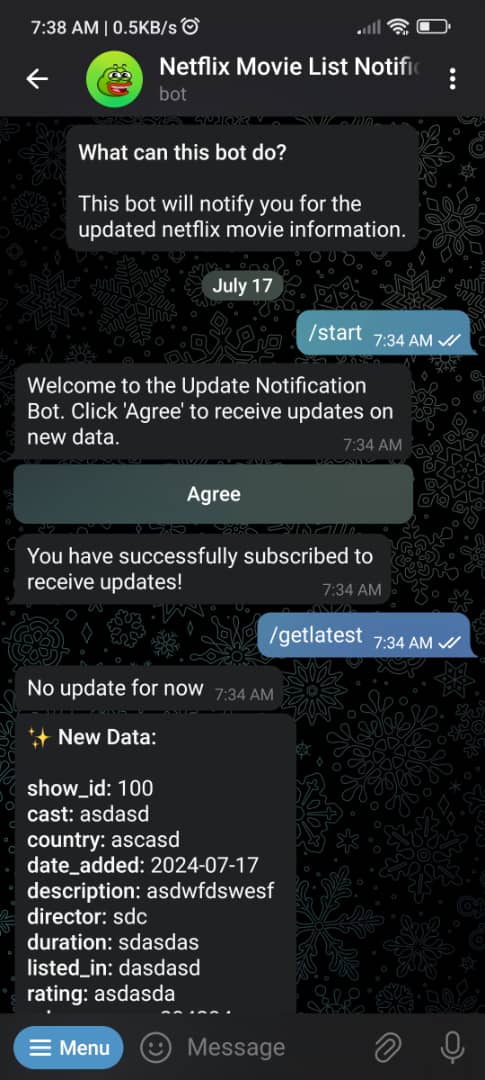 7:38 AM | 0.5KB/s
Netflix Movie List Notific
bot
What can this bot do?
This bot will notify you for the
updated netflix movie information.
July 17
/start 7:34 AM
Welcome to the Update Notification
Bot. Click 'Agree' to receive updates on
new data.
7:34 AM
Agree
You have successfully subscribed to
receive updates!
7:34 AM
/getlatest 7:34 AM
No update for now 7:34 AM
✨ New Data:
show_id: 100
cast: asdasd
country: ascasd
date_added: 2024-07-17
description: asdwfdswesf
director: sdc
duration: sdasdas
listed_in: dasdasd
rating: asdasda
Menu Message